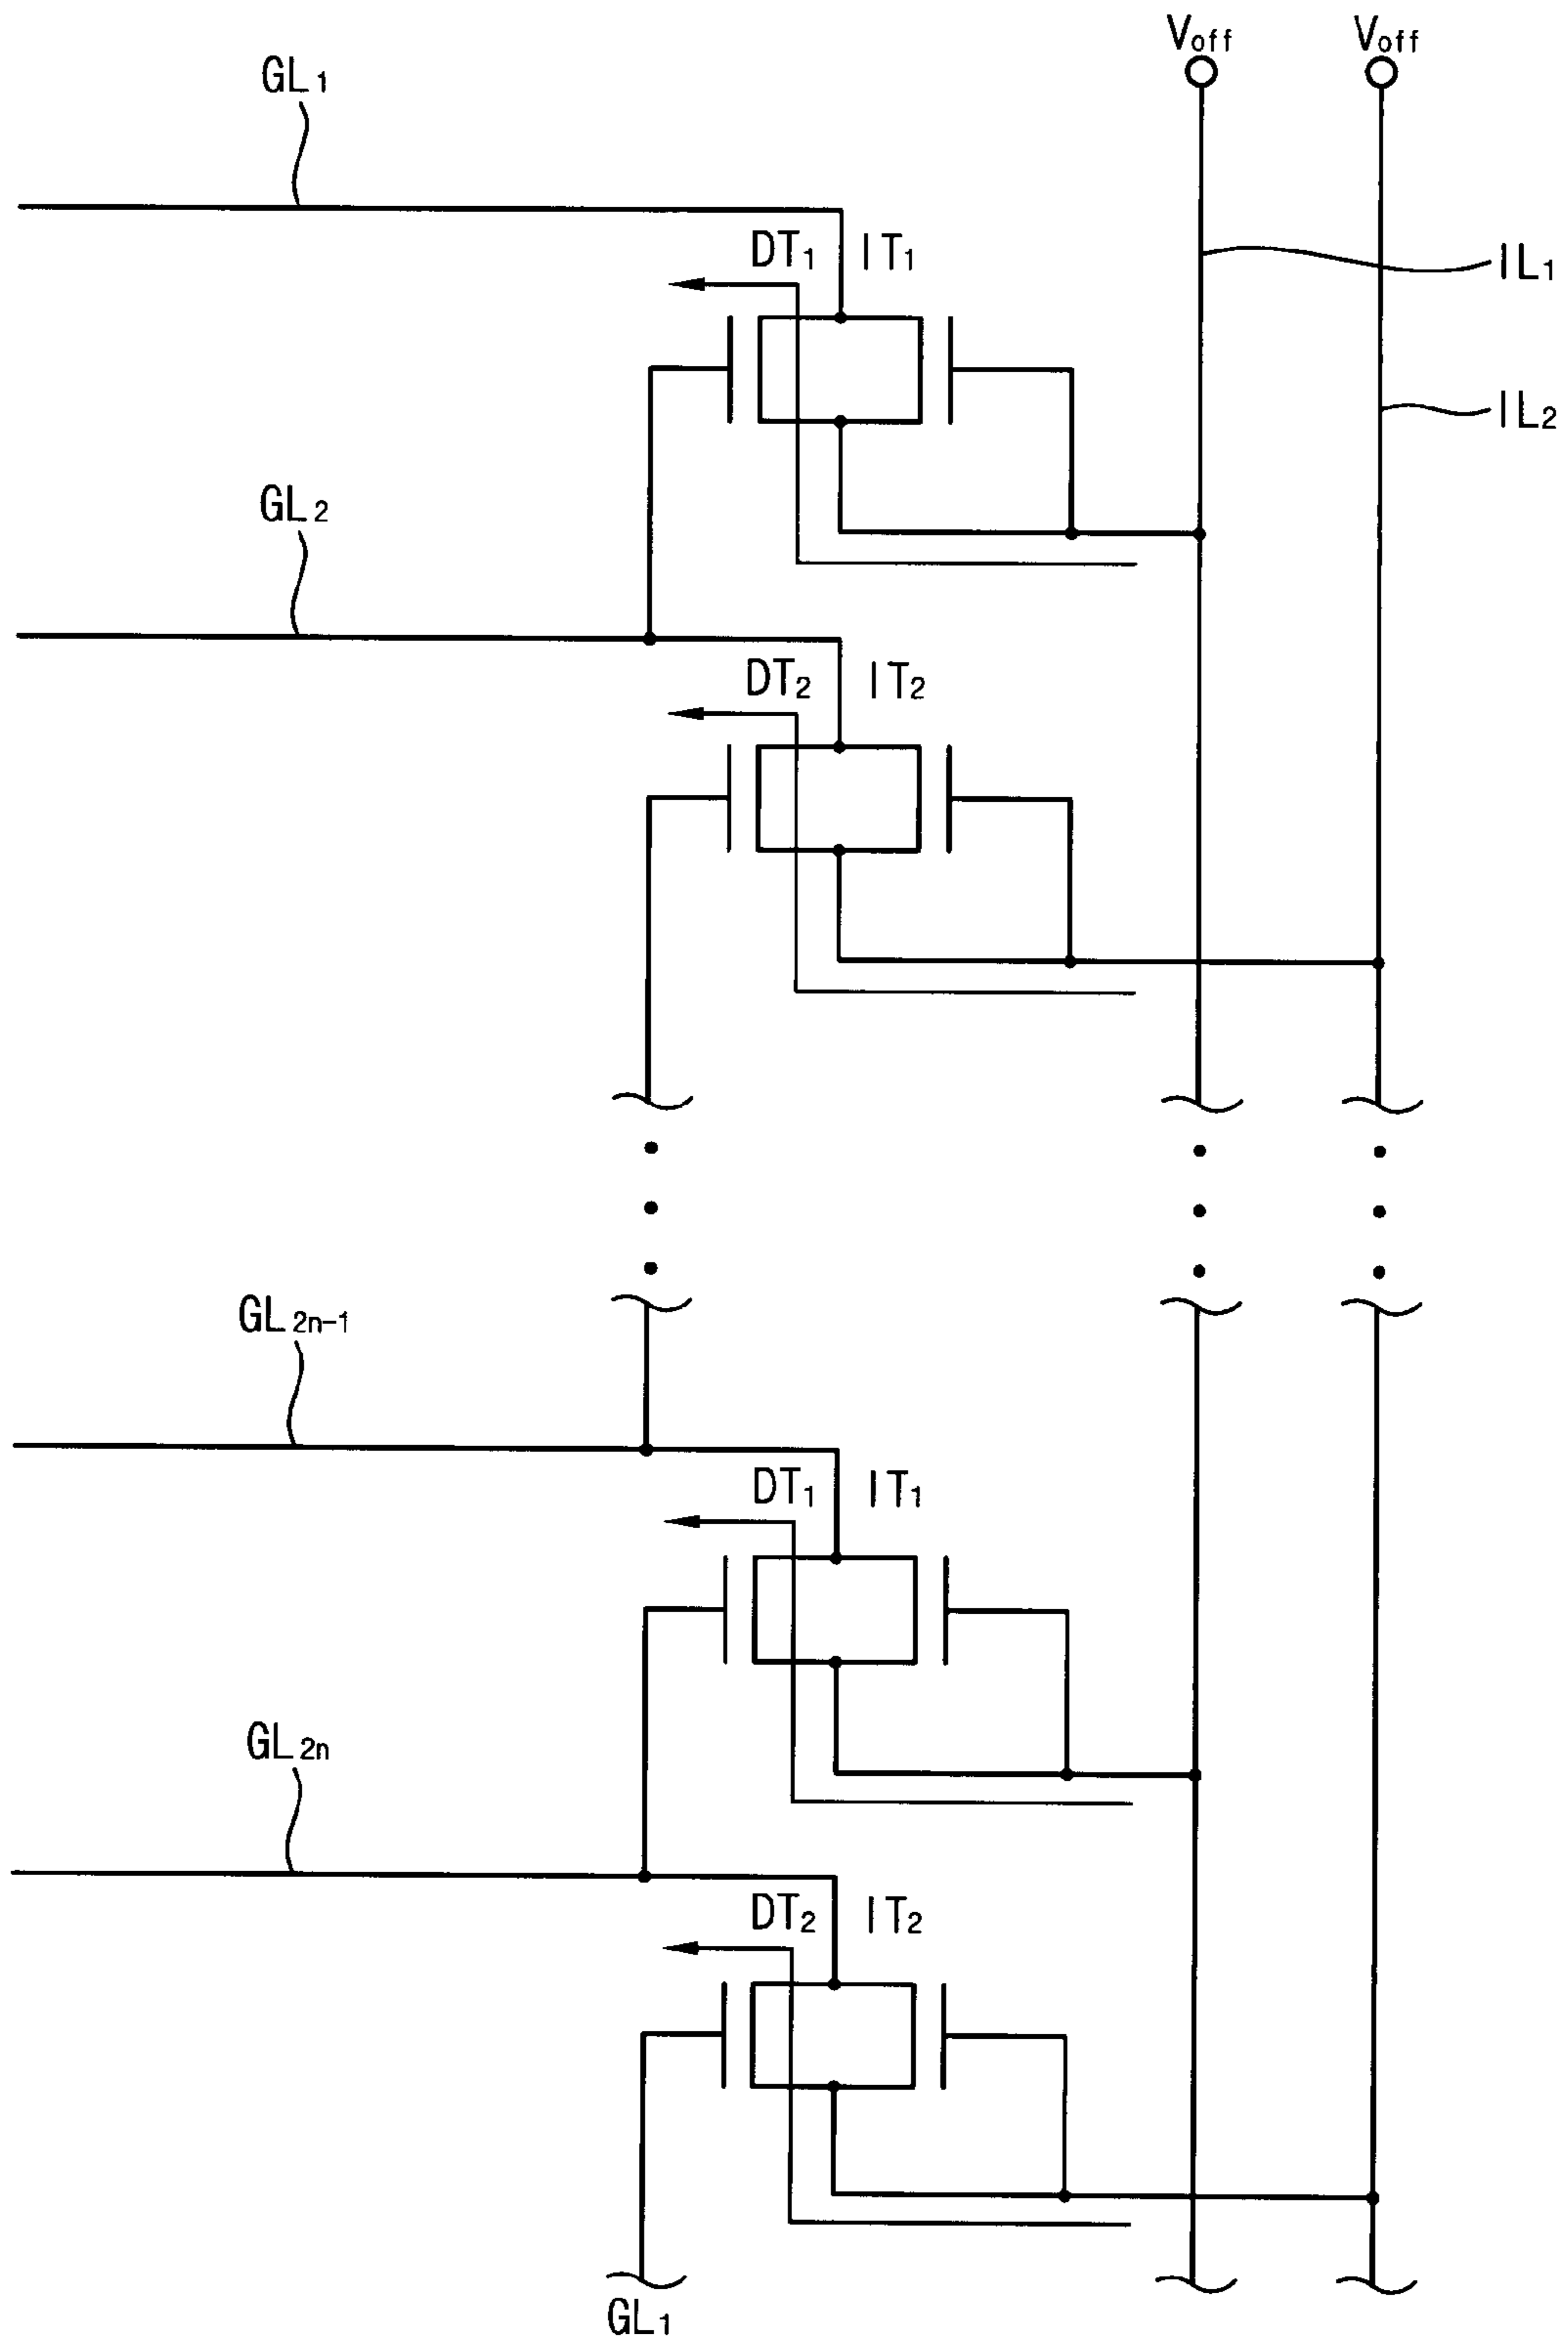 Voff Voff
GL1
DT1 IT1
IL1
IL2
GL2
DT2 IT2
GL2n-1
DT1 IT1
GL2n
DT2 IT2
GL1